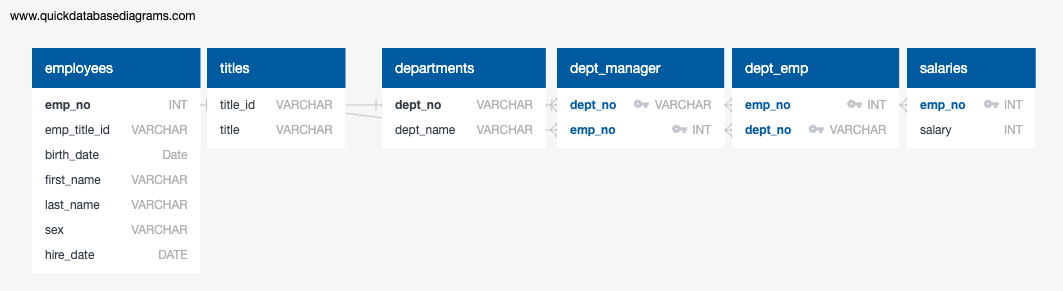 www.quickdatabasediagrams.com
employees
emp_no INT
emp_title_id VARCHAR
birth_date Date
first_name VARCHAR
last_name VARCHAR
sex VARCHAR
hire_date DATE
titles
title_id VARCHAR
title VARCHAR
departments
dept_no VARCHAR
dept_name VARCHAR
dept_manager
dept_no VARCHAR
emp_no INT
dept_emp
emp_no INT
dept_no VARCHAR
salaries
emp_no INT
salary INT